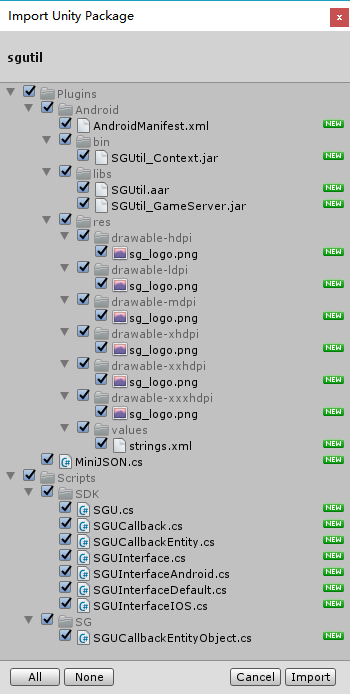 Import Unity Package
x
sgutil
Plugins
Android
AndroidManifest.xml NEW
bin
SGUtil_Context.jar NEW
libs
SGUtil.aar NEW
SGUtil_GameServer.jar NEW
res
drawable-hdpi
sg_logo.png NEW
drawable-ldpi
sg_logo.png NEW
drawable-mdpi
sg_logo.png NEW
drawable-xhdpi
sg_logo.png NEW
drawable-xxhdpi
sg_logo.png NEW
drawable-xxxhdpi
sg_logo.png NEW
values
strings.xml NEW
MiniJSON.cs NEW
Scripts
SDK
SGU.cs NEW
SGUCallback.cs NEW
SGUCallbackEntity.cs NEW
SGUInterface.cs NEW
SGUInterfaceAndroid.cs NEW
SGUInterfaceDefault.cs NEW
SGUInterfaceIOS.cs NEW
SG
SGUCallbackEntityObject.cs NEW
All None Cancel Import